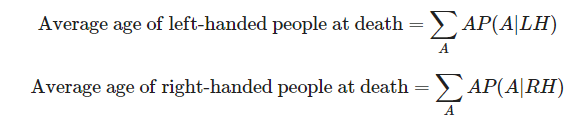 Average age of left-handed people at death = ∑_A AP(A|LH)
Average age of right-handed people at death = ∑_A AP(A|RH)